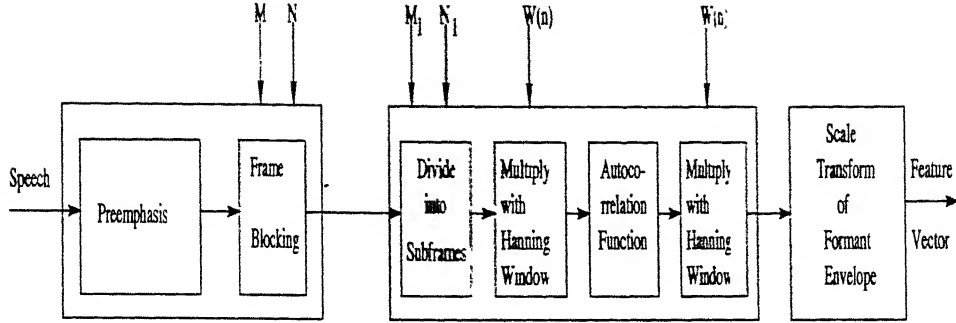 M N
M1 N1
W(n)
W(n)
Speech
Preemphasis
Frame
Blocking
Divide
into
Subframes
Multiply
with
Hanning
Window
Autoco-
rrelation
Function
Multiply
with
Hanning
Window
Scale
Transform
of
Formant
Envelope
Feature
Vector